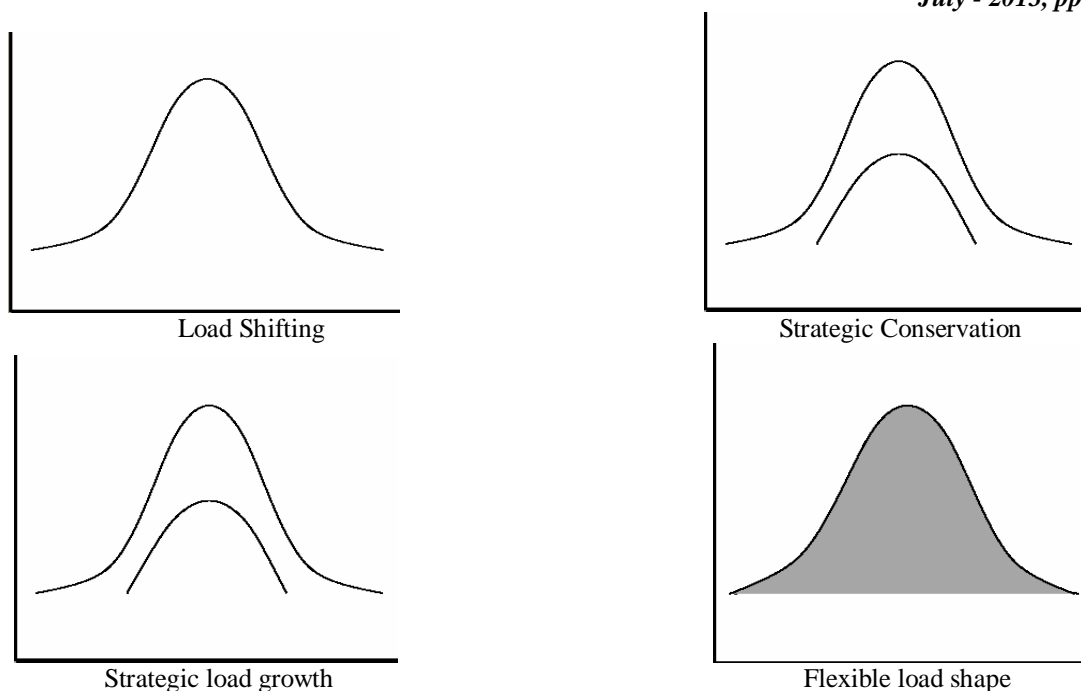 July - 2013, pp
Load Shifting
Strategic Conservation
Strategic load growth
Flexible load shape